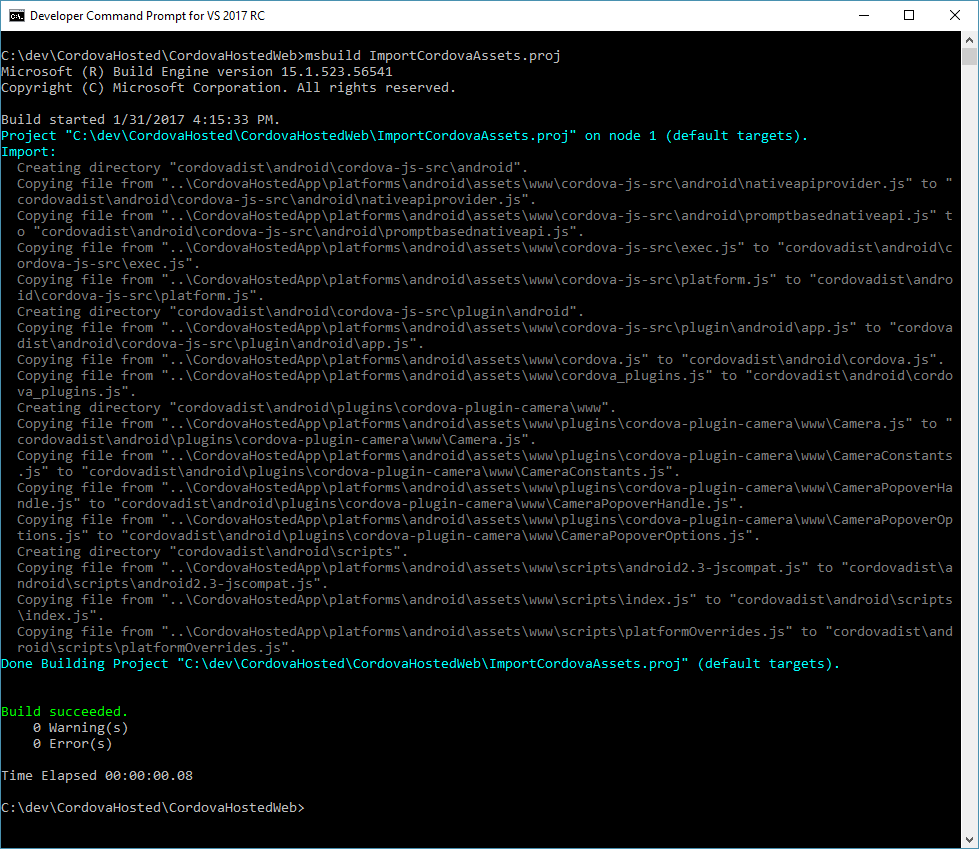 Developer Command Prompt for VS 2017 RC
C:\dev\CordovaHosted\CordovaHostedWeb>msbuild ImportCordovaAssets.proj
Microsoft (R) Build Engine version 15.1.523.56541
Copyright (C) Microsoft Corporation. All rights reserved.
Build started 1/31/2017 4:15:33 PM.
Project "C:\dev\CordovaHosted\CordovaHostedWeb\ImportCordovaAssets.proj" on node 1 (default targets).
Import:
Creating directory "cordovadist\android\cordova-js-src\android".
Copying file from "..\CordovaHostedApp\platforms\android\assets\www\cordova-js-src\android\nativeapiprovider.js" to "
cordovadist\android\cordova-js-src\android\nativeapiprovider.js".
Copying file from "..\CordovaHostedApp\platforms\android\assets\www\cordova-js-src\android\promptbasednativeapi.js" t
o "cordovadist\android\cordova-js-src\android\promptbasednativeapi.js".
Copying file from "..\CordovaHostedApp\platforms\android\assets\www\cordova-js-src\exec.js" to "cordovadist\android\c
ordova-js-src\exec.js".
Copying file from "..\CordovaHostedApp\platforms\android\assets\www\cordova-js-src\platform.js" to "cordovadist\andro
id\cordova-js-src\platform.js".
Creating directory "cordovadist\android\cordova-js-src\plugin\android".
Copying file from "..\CordovaHostedApp\platforms\android\assets\www\cordova-js-src\plugin\android\app.js" to "cordova
dist\android\cordova-js-src\plugin\android\app.js".
Copying file from "..\CordovaHostedApp\platforms\android\assets\www\cordova.js" to "cordovadist\android\cordova.js".
Copying file from "..\CordovaHostedApp\platforms\android\assets\www\cordova_plugins.js" to "cordovadist\android\cordo
va_plugins.js".
Creating directory "cordovadist\android\plugins\cordova-plugin-camera\www".
Copying file from "..\CordovaHostedApp\platforms\android\assets\www\plugins\cordova-plugin-camera\www\Camera.js" to "
cordovadist\android\plugins\cordova-plugin-camera\www\Camera.js".
Copying file from "..\CordovaHostedApp\platforms\android\assets\www\plugins\cordova-plugin-camera\www\CameraConstants
.js" to "cordovadist\android\plugins\cordova-plugin-camera\www\CameraConstants.js".
Copying file from "..\CordovaHostedApp\platforms\android\assets\www\plugins\cordova-plugin-camera\www\CameraPopoverHa
ndle.js" to "cordovadist\android\plugins\cordova-plugin-camera\www\CameraPopoverHandle.js".
Copying file from "..\CordovaHostedApp\platforms\android\assets\www\plugins\cordova-plugin-camera\www\CameraPopoverOp
tions.js" to "cordovadist\android\plugins\cordova-plugin-camera\www\CameraPopoverOptions.js".
Creating directory "cordovadist\android\scripts".
Copying file from "..\CordovaHostedApp\platforms\android\assets\www\scripts\android2.3-jscompat.js" to "cordovadist\a
ndroid\scripts\android2.3-jscompat.js".
Copying file from "..\CordovaHostedApp\platforms\android\assets\www\scripts\index.js" to "cordovadist\android\scripts
\index.js".
Copying file from "..\CordovaHostedApp\platforms\android\assets\www\scripts\platformOverrides.js" to "cordovadist\and
roid\scripts\platformOverrides.js".
Done Building Project "C:\dev\CordovaHosted\CordovaHostedWeb\ImportCordovaAssets.proj" (default targets).
Build succeeded.
0 Warning(s)
0 Error(s)
Time Elapsed 00:00:00.08
C:\dev\CordovaHosted\CordovaHostedWeb>